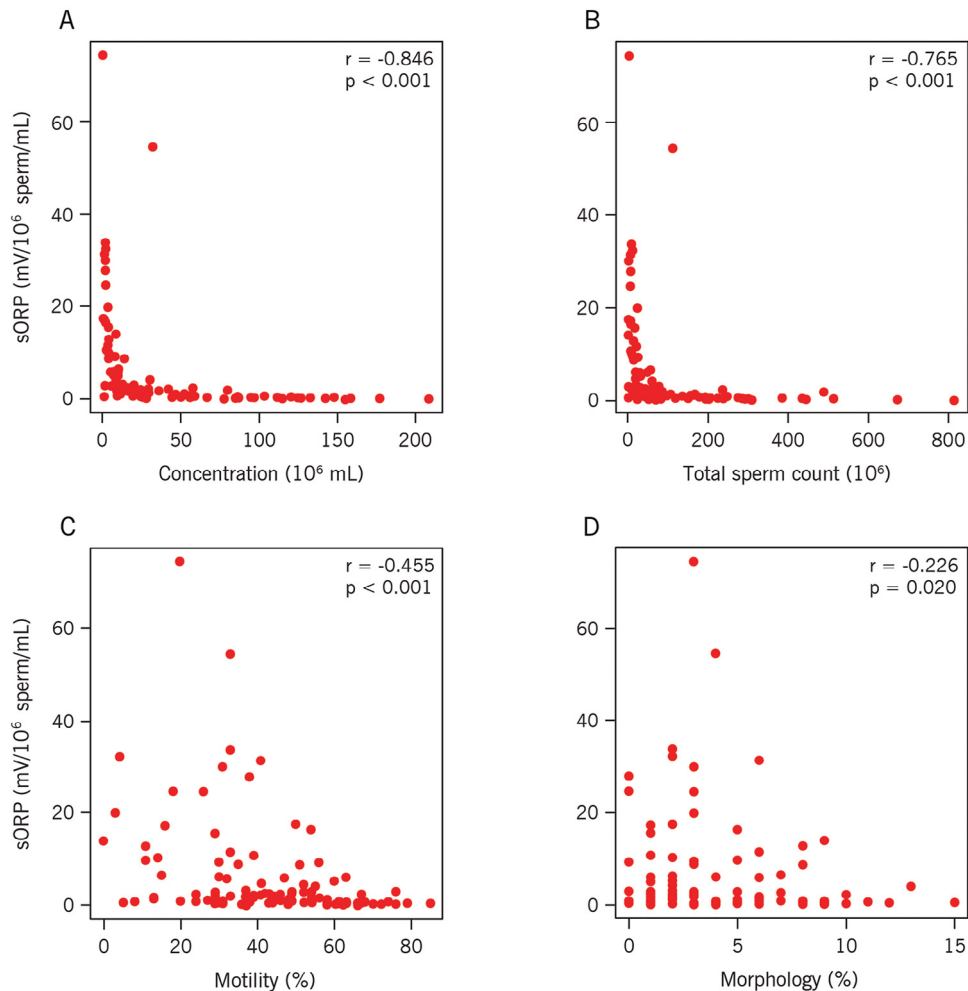 A
r = -0.846
p < 0.001
sORP (mV/10⁶ sperm/mL)
60
40
20
0
0 50 100 150 200
Concentration (10⁶ mL)
B
r = -0.765
p < 0.001
60
40
20
0
0 200 400 600 800
Total sperm count (10⁶)
C
r = -0.455
p < 0.001
sORP (mV/10⁶ sperm/mL)
60
40
20
0
0 20 40 60 80
Motility (%)
D
r = -0.226
p = 0.020
60
40
20
0
0 5 10 15
Morphology (%)